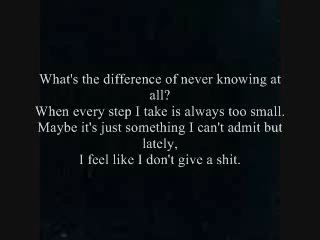 What's the difference of never knowing at
all?
When every step I take is always too small.
Maybe it's just something I can't admit but
lately,
I feel like I don't give a shit.